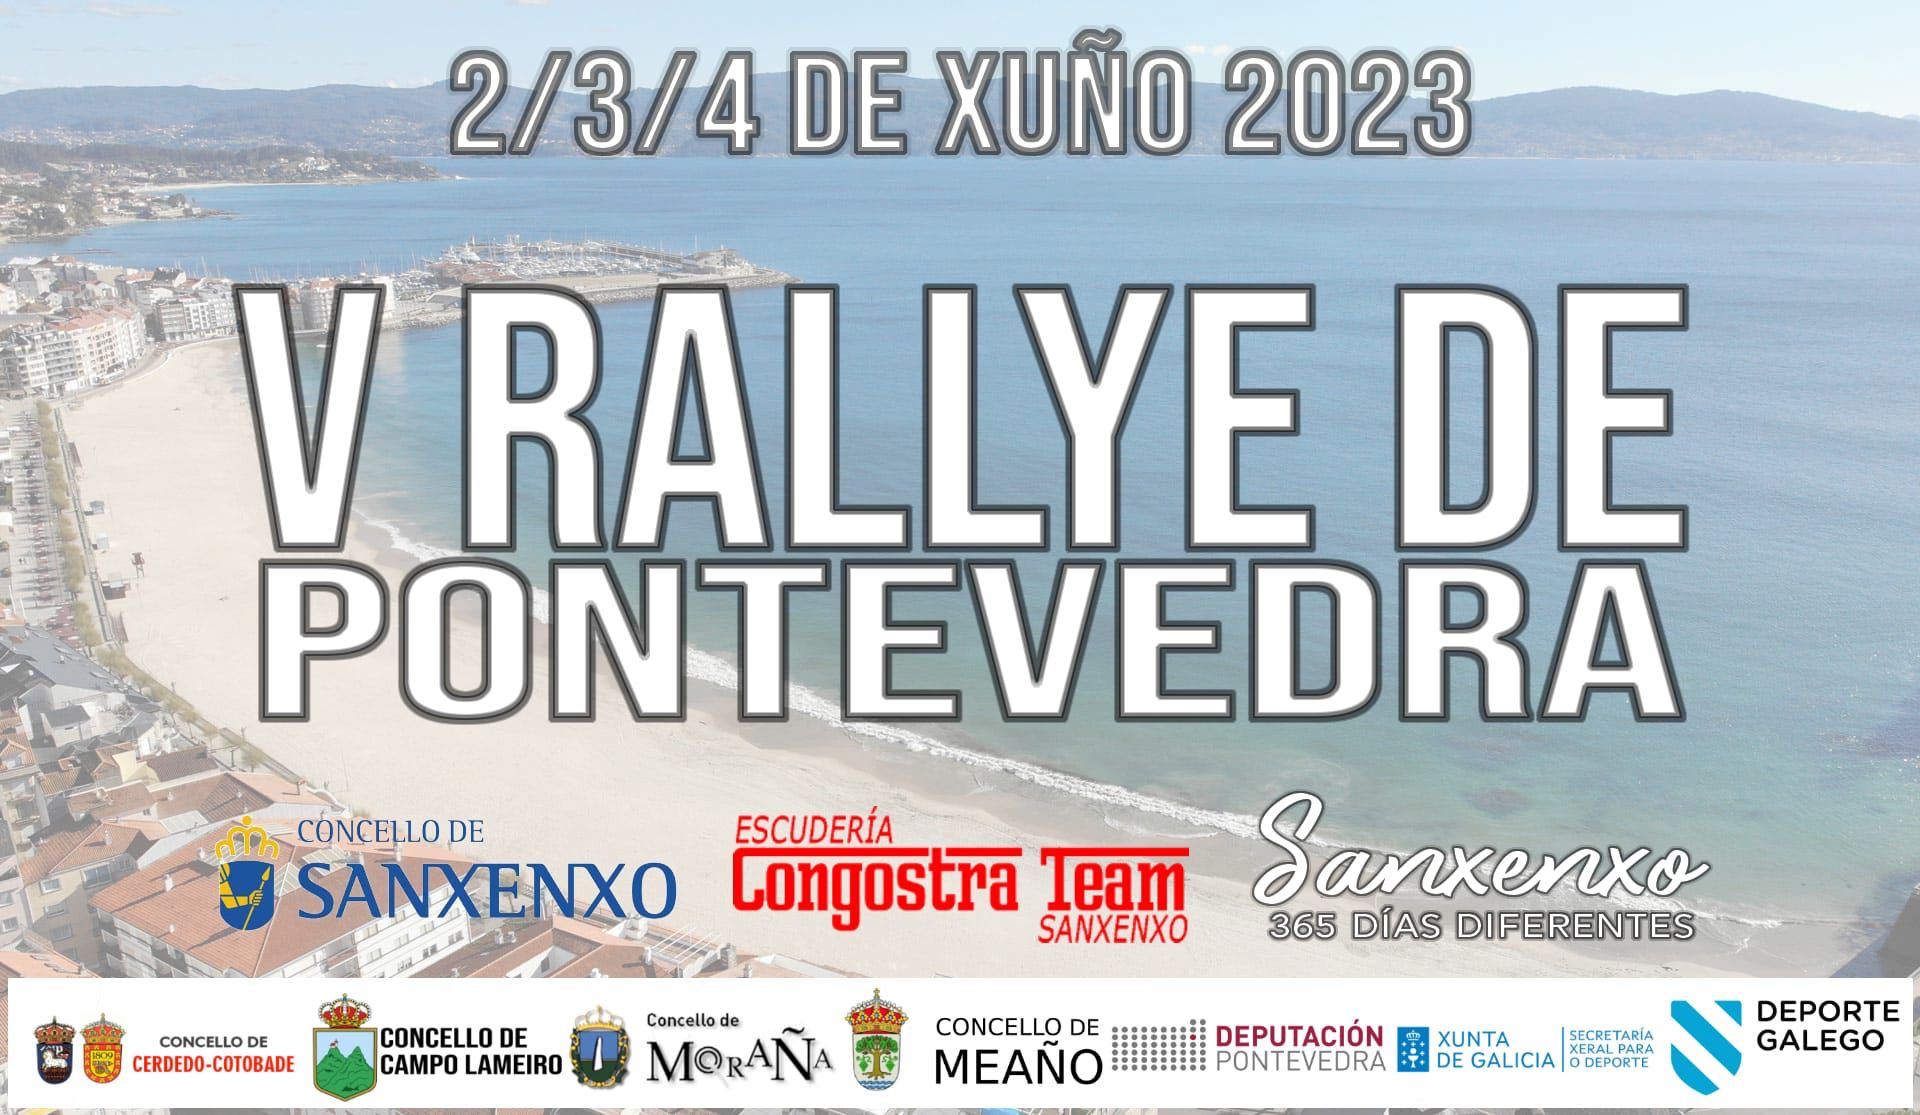 2/3/4 DE XUÑO 2023
V RALLYE DE
PONTEVEDRA
CONCELLO DE
SANXENXO
ESCUDERÍA
Congostra Team
SANXENXO
Sanxenxo
365 DÍAS DIFERENTES
1809
CONCELLO DE
CERDEDO-COTOBADE
CONCELLO DE
CAMPO LAMEIRO
Concello de
MORAÑA
CONCELLO DE
MEAÑO
DEPUTACIÓN
PONTEVEDRA
XUNTA
DE GALICIA
SECRETARÍA
XERAL PARA
O DEPORTE
DEPORTE
GALEGO